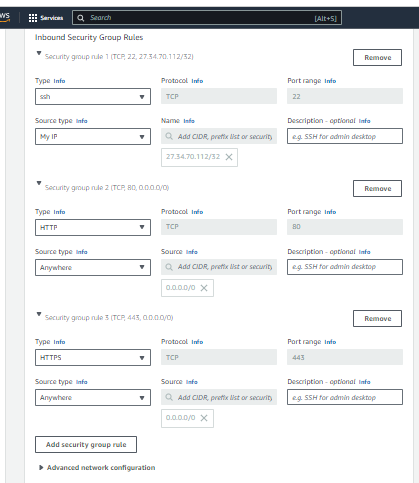 WS
Services
Search
[Alt+S]
Inbound Security Group Rules
Security group rule 1 (TCP, 22, 27.34.70.112/32)
Remove
Type Info
Protocol Info
Port range Info
ssh
TCP
22
Source type Info
Name Info
Description - optional Info
My IP
Add CIDR, prefix list or security
e.g. SSH for admin desktop
27.34.70.112/32
Security group rule 2 (TCP, 80, 0.0.0.0/0)
Remove
Type Info
Protocol Info
Port range Info
HTTP
TCP
80
Source type Info
Source Info
Description - optional Info
Anywhere
Add CIDR, prefix list or security
e.g. SSH for admin desktop
0.0.0.0/0
Security group rule 3 (TCP, 443, 0.0.0.0/0)
Remove
Type Info
Protocol Info
Port range Info
HTTPS
TCP
443
Source type Info
Source Info
Description - optional Info
Anywhere
Add CIDR, prefix list or security
e.g. SSH for admin desktop
0.0.0.0/0
Add security group rule
Advanced network configuration